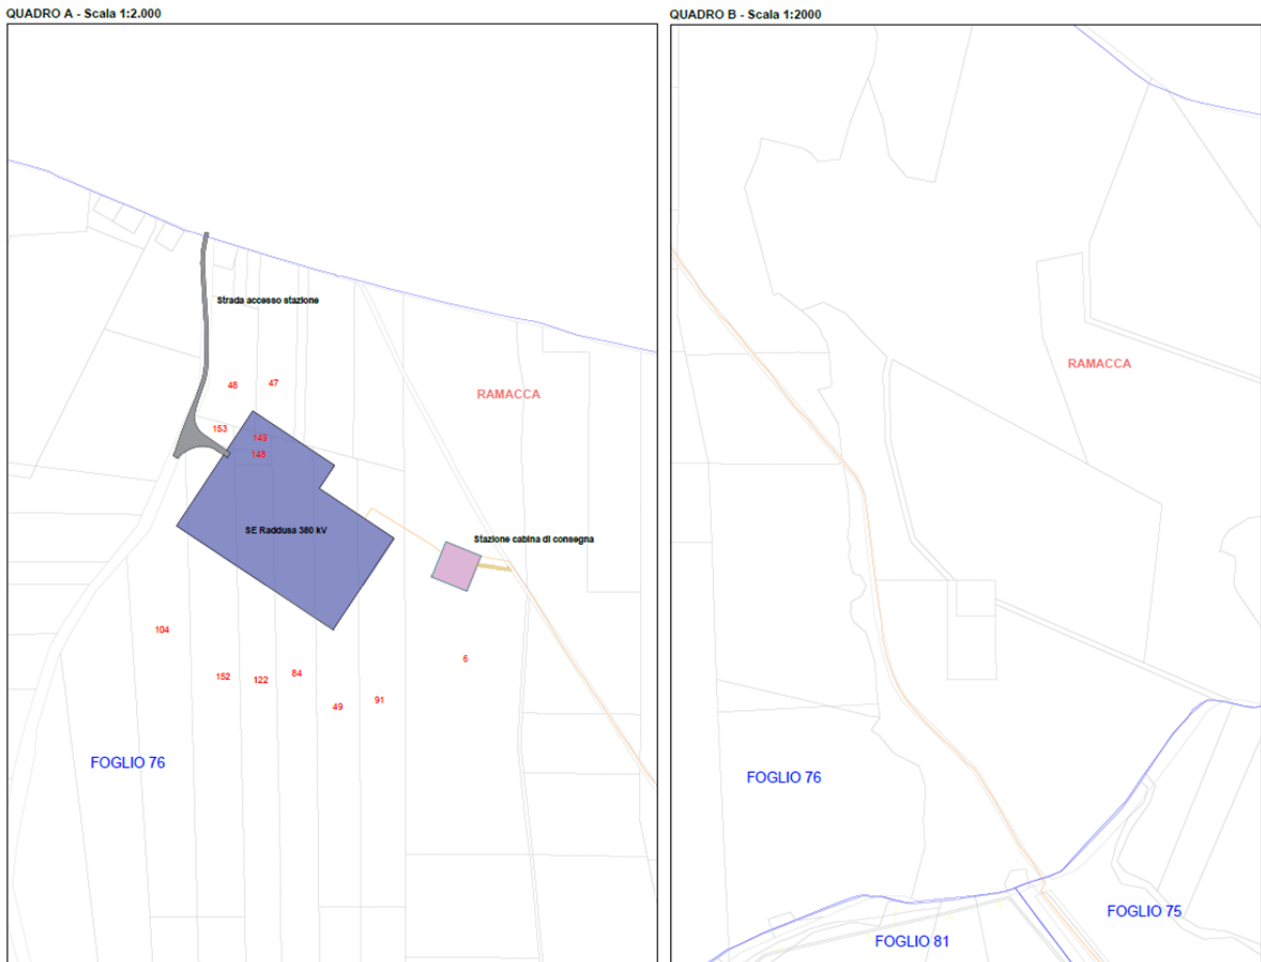 QUADRO A - Scala 1:2.000
Strada accesso stazione
48
47
RAMACCA
153
149
148
SE Raddusa 380 kV
Stazione cabina di consegna
104
6
152
122
84
49
91
FOGLIO 76
QUADRO B - Scala 1:2000
RAMACCA
FOGLIO 76
FOGLIO 75
FOGLIO 81